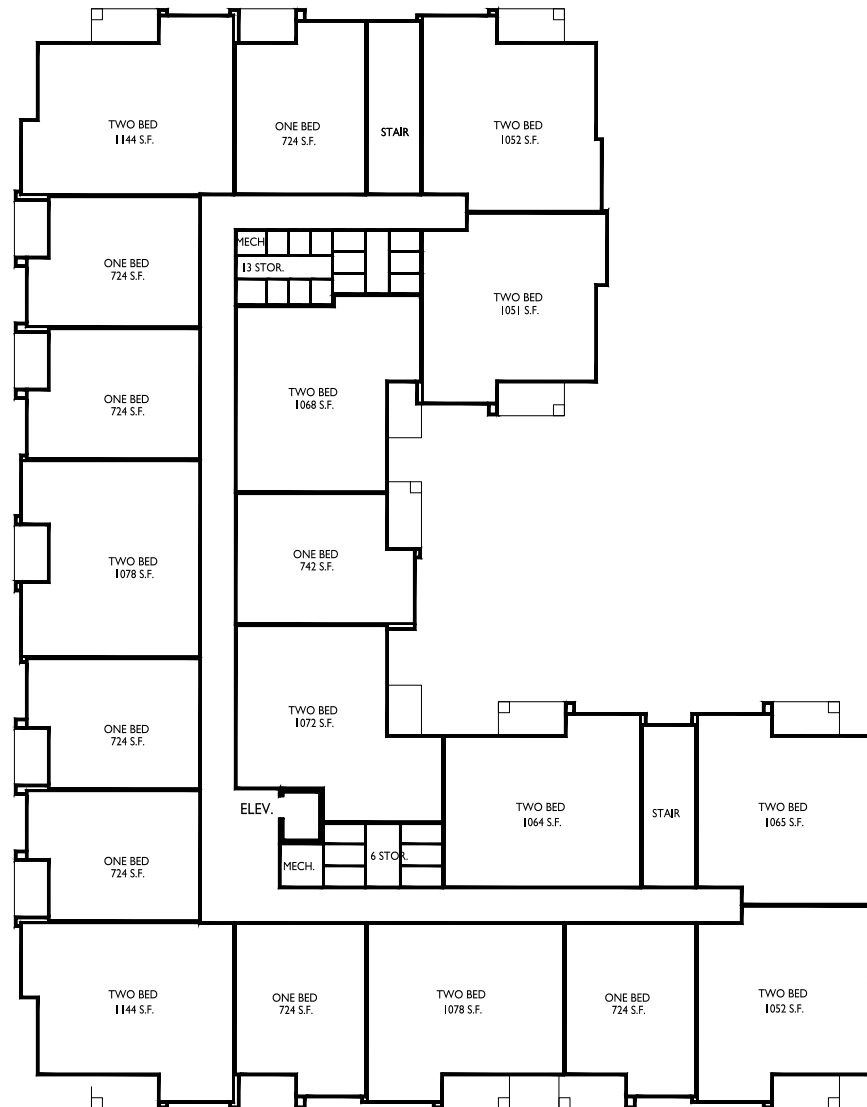 TWO BED
1144 S.F.
ONE BED
724 S.F.
STAIR
TWO BED
1052 S.F.
MECH
13 STOR.
ONE BED
724 S.F.
TWO BED
1051 S.F.
TWO BED
1068 S.F.
ONE BED
724 S.F.
ONE BED
742 S.F.
TWO BED
1078 S.F.
TWO BED
1072 S.F.
ONE BED
724 S.F.
ELEV.
TWO BED
1064 S.F.
STAIR
TWO BED
1065 S.F.
ONE BED
724 S.F.
MECH.
6 STOR.
TWO BED
1144 S.F.
ONE BED
724 S.F.
TWO BED
1078 S.F.
ONE BED
724 S.F.
TWO BED
1052 S.F.